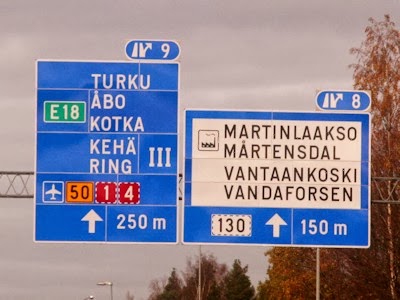 9
TURKU
E18 ÅBO
KOTKA
KEHÄ
RING III
50 1 4
250 m
8
MARTINLAAKSO
MÅRTENSDAL
VANTAANKOSKI
VANDAFORSEN
130 150 m